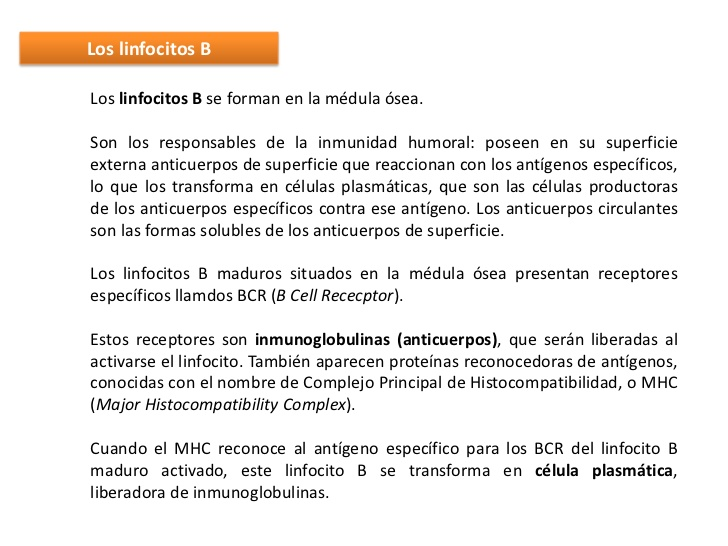 Los linfocitos B
Los linfocitos B se forman en la médula ósea.
Son los responsables de la inmunidad humoral: poseen en su superficie
externa anticuerpos de superficie que reaccionan con los antígenos específicos,
lo que los transforma en células plasmáticas, que son las células productoras
de los anticuerpos específicos contra ese antígeno. Los anticuerpos circulantes
son las formas solubles de los anticuerpos de superficie.
Los linfocitos B maduros situados en la médula ósea presentan receptores
específicos llamdos BCR (B Cell Rececptor).
Estos receptores son inmunoglobulinas (anticuerpos), que serán liberadas al
activarse el linfocito. También aparecen proteínas reconocedoras de antígenos,
conocidas con el nombre de Complejo Principal de Histocompatibilidad, o MHC
(Major Histocompatibility Complex).
Cuando el MHC reconoce al antígeno específico para los BCR del linfocito B
maduro activado, este linfocito B se transforma en célula plasmática,
liberadora de inmunoglobulinas.